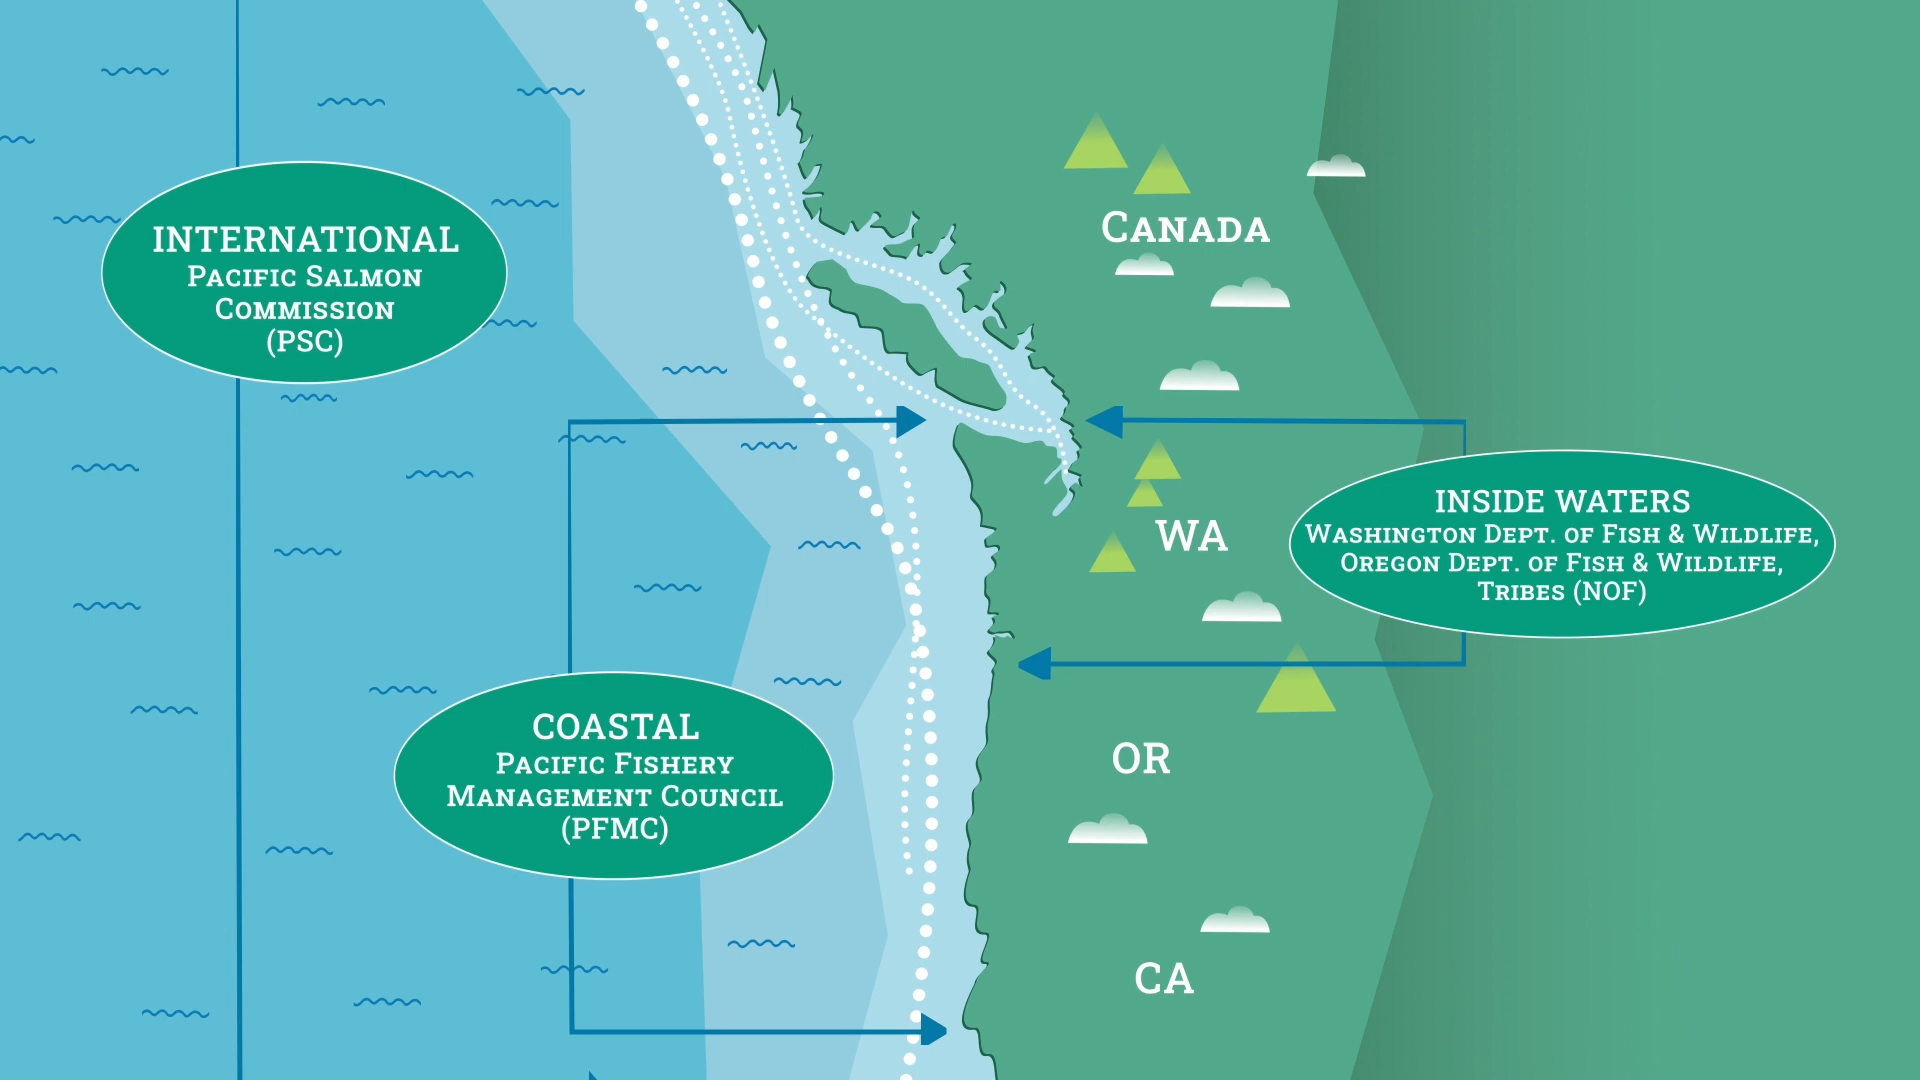 Canada
INTERNATIONAL
Pacific Salmon
Commission
(PSC)
INSIDE WATERS
Washington Dept. of Fish & Wildlife,
Oregon Dept. of Fish & Wildlife,
Tribes (NOF)
WA
COASTAL
Pacific Fishery
Management Council
(PFMC)
OR
CA